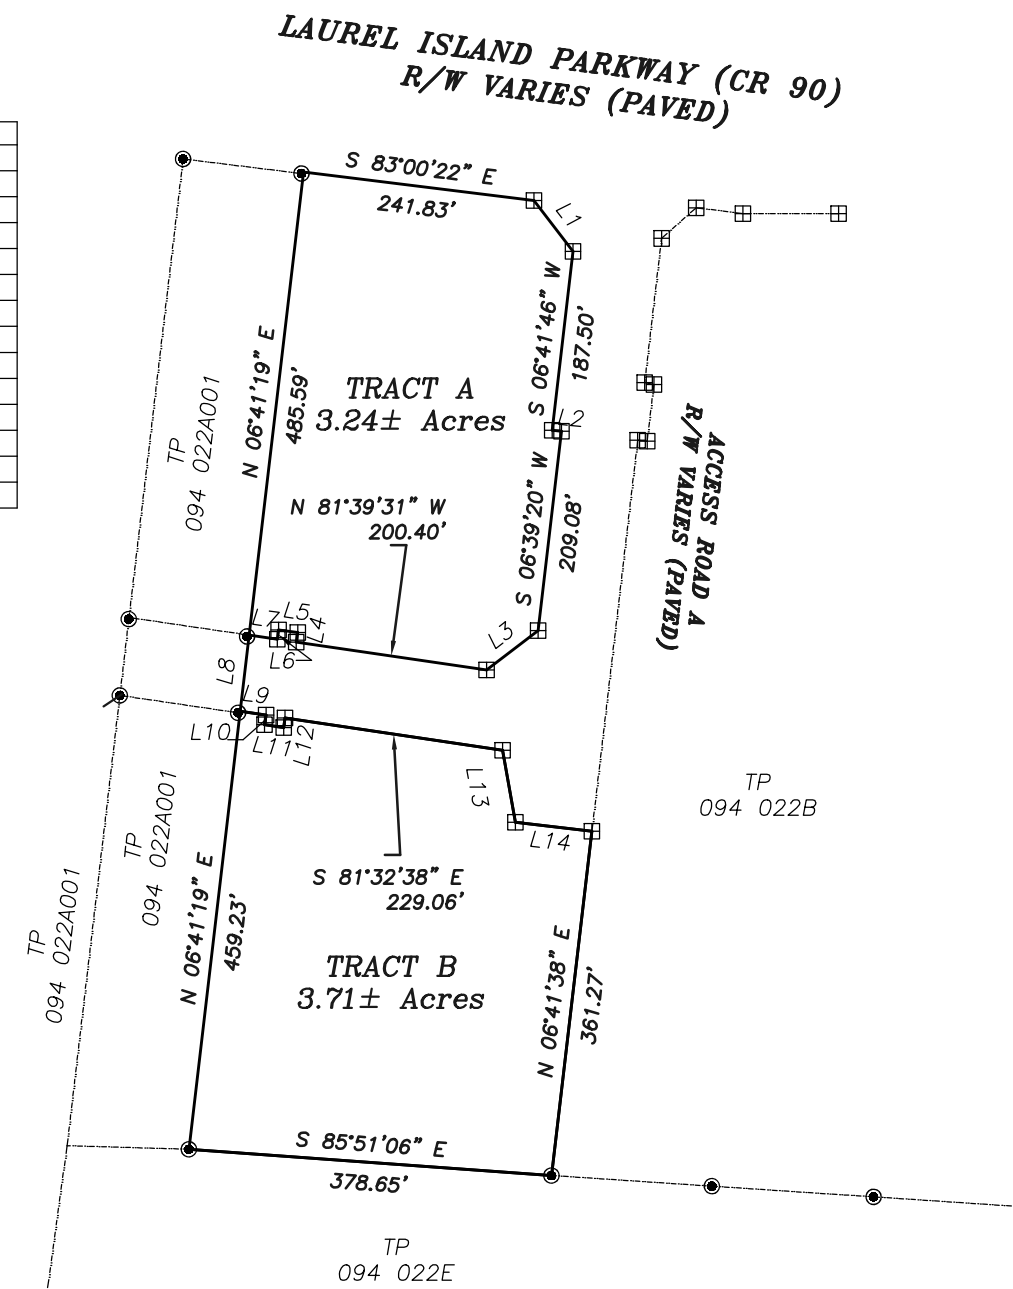 LAUREL ISLAND PARKWAY (CR 90)
R/W VARIES (PAVED)
S 83°00'22" E
241.83'
L1
S 06°41'46" W
187.50'
N 06°41'19" E
485.59'
TRACT A
3.24± Acres
L2
TP
094 022A001
ACCESS ROAD A
R/W VARIES (PAVED)
N 81°39'31" W
200.40'
S 06°39'20" W
209.08'
L3
L7
L5
L4
L6
L8
L9
L10
L11
L12
L13
L14
TP
094 022B
TP
094 022A001
TP
094 022A001
S 81°32'38" E
229.06'
N 06°41'19" E
459.23'
TRACT B
3.71± Acres
N 06°41'38" E
361.27'
S 85°51'06" E
378.65'
TP
094 022E